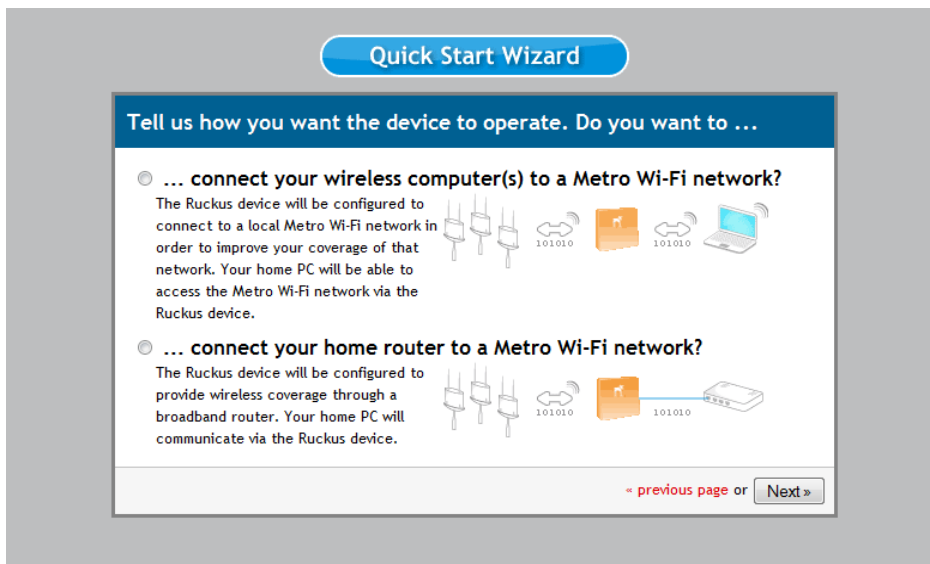 Quick Start Wizard
Tell us how you want the device to operate. Do you want to ...
... connect your wireless computer(s) to a Metro Wi-Fi network?
The Ruckus device will be configured to
connect to a local Metro Wi-Fi network in
order to improve your coverage of that
network. Your home PC will be able to
access the Metro Wi-Fi network via the
Ruckus device.
101010 101010
... connect your home router to a Metro Wi-Fi network?
The Ruckus device will be configured to
provide wireless coverage through a
broadband router. Your home PC will
communicate via the Ruckus device.
101010 101010
« previous page or Next »